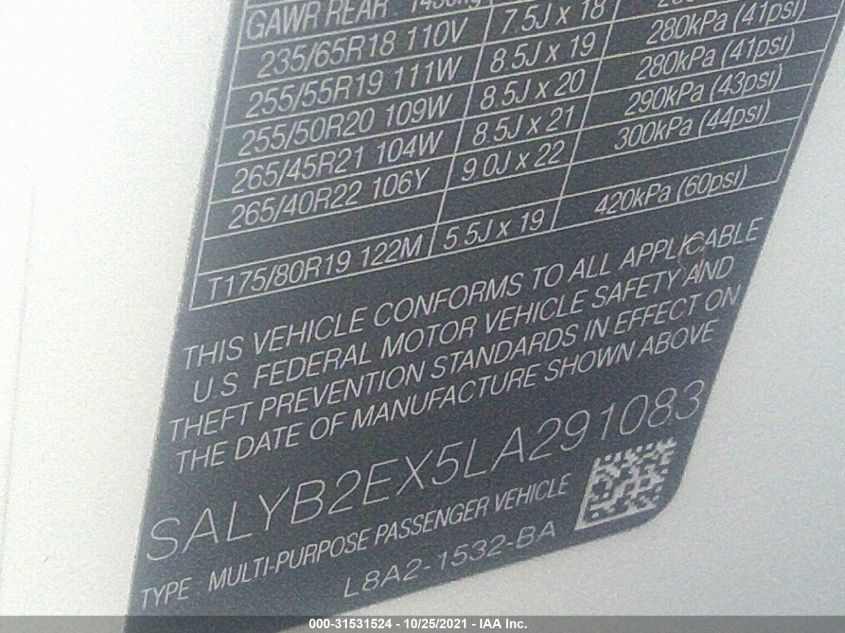 GAWR REAR
235/65R18 110V 7.5J x 18
255/55R19 111W 8.5J x 19 280kPa (41psi)
255/50R20 109W 8.5J x 20 280kPa (41psi)
265/45R21 104W 8.5J x 21 290kPa (43psi)
265/40R22 106Y 9.0J x 22 300kPa (44psi)
T175/80R19 122M 5.5J x 19 420kPa (60psi)
THIS VEHICLE CONFORMS TO ALL APPLICABLE
U.S FEDERAL MOTOR VEHICLE SAFETY AND
THEFT PREVENTION STANDARDS IN EFFECT ON
THE DATE OF MANUFACTURE SHOWN ABOVE
SALYB2EX5LA291083
TYPE MULTI-PURPOSE PASSENGER VEHICLE
L8A2-1532-BA
000-31531524 - 10/25/2021 - IAA Inc.